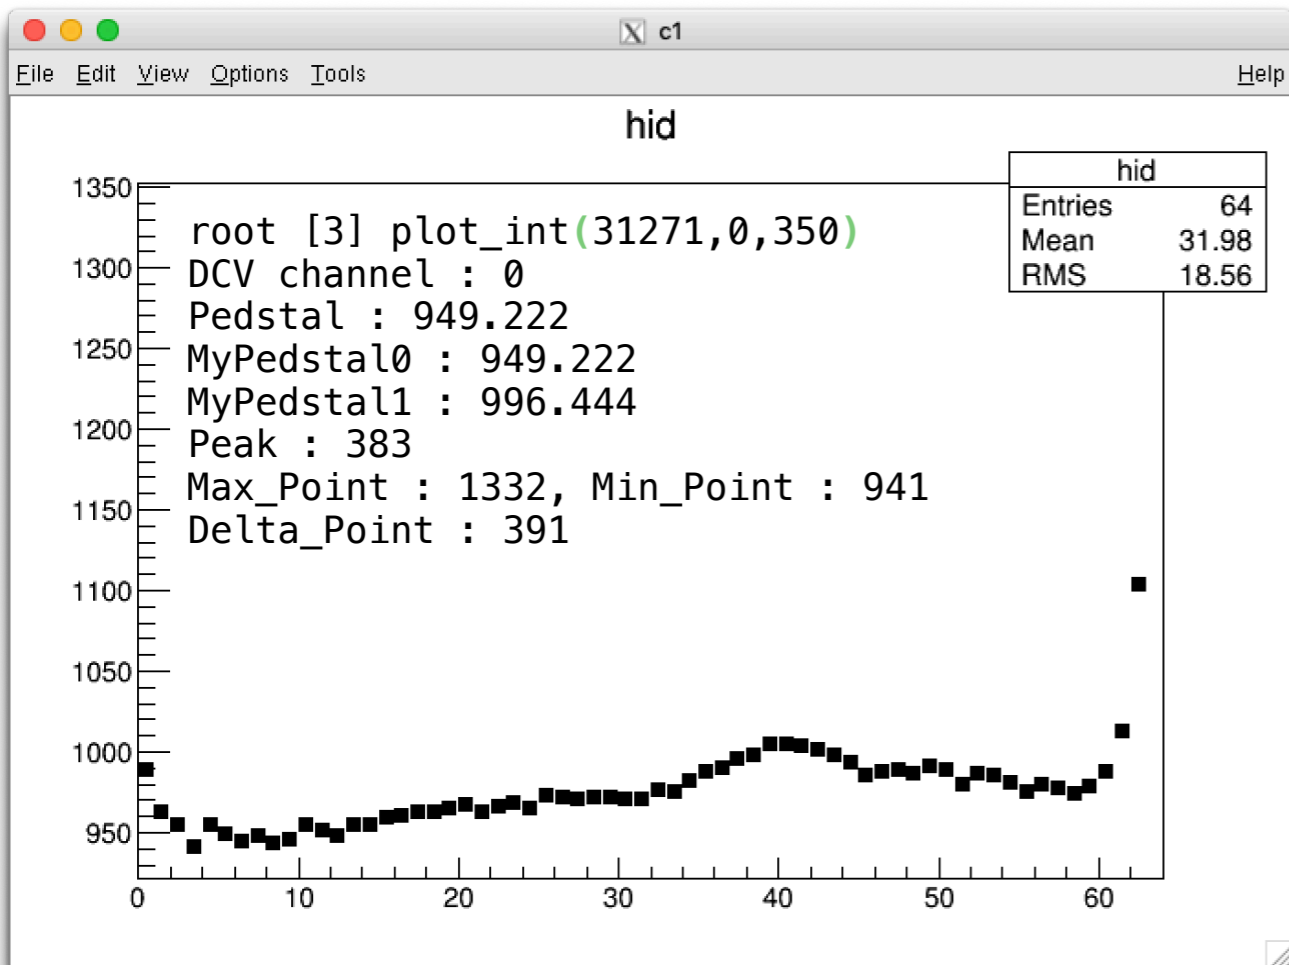 c1
File Edit View Options Tools Help
hid
hid
Entries 64
Mean 31.98
RMS 18.56
root [3] plot_int(31271,0,350)
DCV channel : 0
Pedstal : 949.222
MyPedstal0 : 949.222
MyPedstal1 : 996.444
Peak : 383
Max_Point : 1332, Min_Point : 941
Delta_Point : 391
1350
1300
1250
1200
1150
1100
1050
1000
950
0 10 20 30 40 50 60